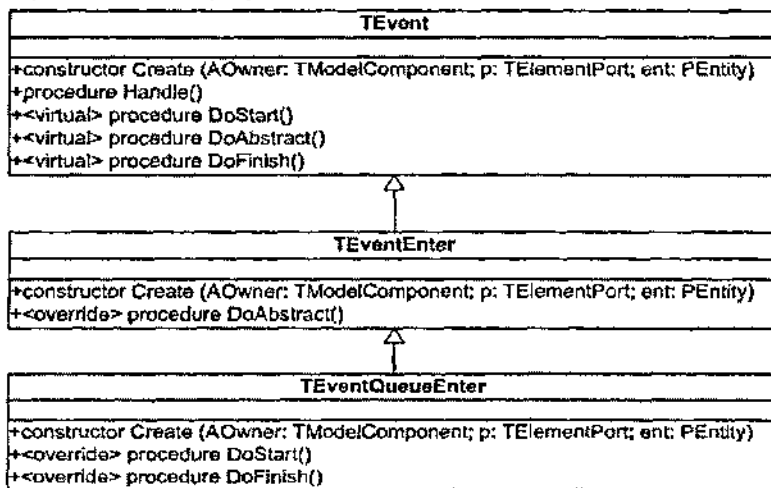 TEvent
+constructor Create (AOwner: TModelComponent; p: TElementPort; ent: PEntity)
+procedure Handle()
+<virtual> procedure DoStart()
+<virtual> procedure DoAbstract()
+<virtual> procedure DoFinish()
TEventEnter
+constructor Create (AOwner: TModelComponent; p: TElementPort; ent: PEntity)
+<override> procedure DoAbstract()
TEventQueueEnter
+constructor Create (AOwner: TModelComponent; p: TElementPort; ent: PEntity)
+<override> procedure DoStart()
+<override> procedure DoFinish()